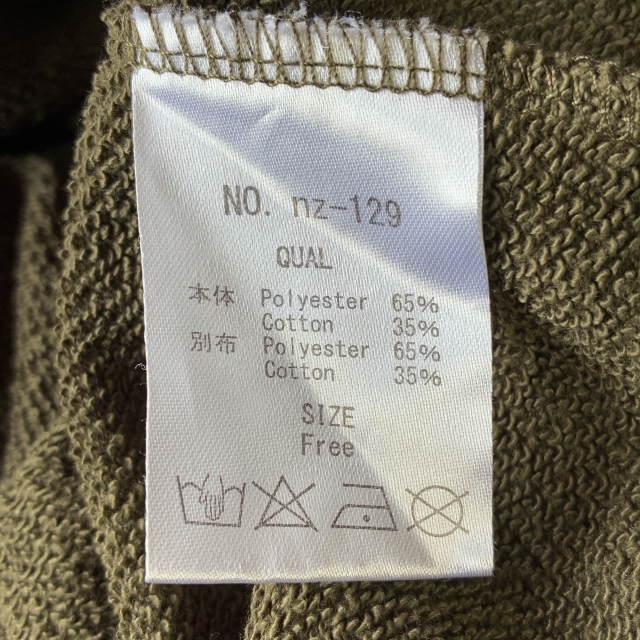 NO. nz-129
QUAL
本体 Polyester 65%
Cotton 35%
別布 Polyester 65%
Cotton 35%
SIZE
Free